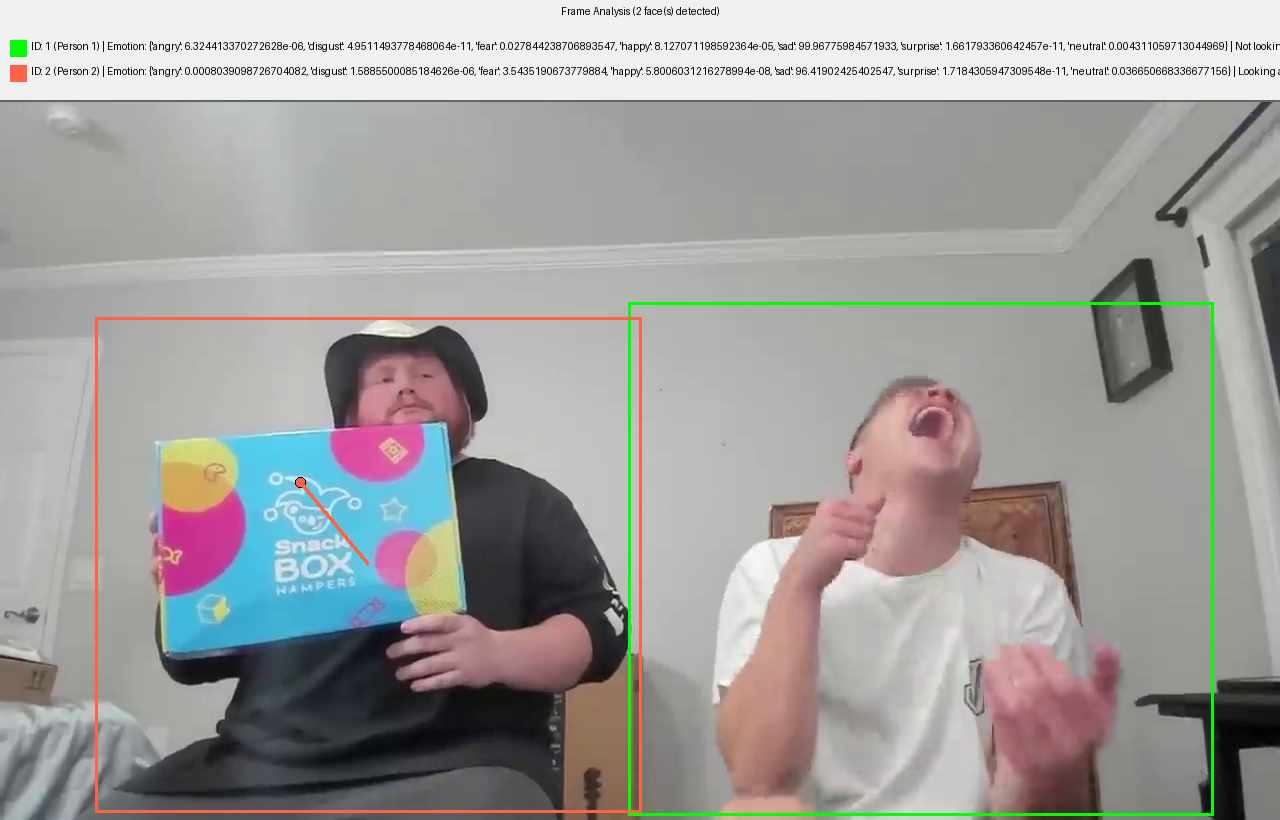 Frame Analysis (2 face(s) detected)
ID: 1 (Person 1) | Emotion: {'angry': 6.324413370272628e-06, 'disgust': 4.9511493778468064e-11, 'fear': 0.027844238706893547, 'happy': 8.127071198592364e-05, 'sad': 99.96775984571933, 'surprise': 1.661793360642457e-11, 'neutral': 0.004311059713044969} | Not lookin
ID: 2 (Person 2) | Emotion: {'angry': 0.0008039098726704082, 'disgust': 1.5885500085184626e-06, 'fear': 3.5435190673779884, 'happy': 5.8006031216278994e-08, 'sad': 96.41902425402547, 'surprise': 1.7184305947309548e-11, 'neutral': 0.036650668336677156} | Looking a
Snack
BOX
HAMPERS